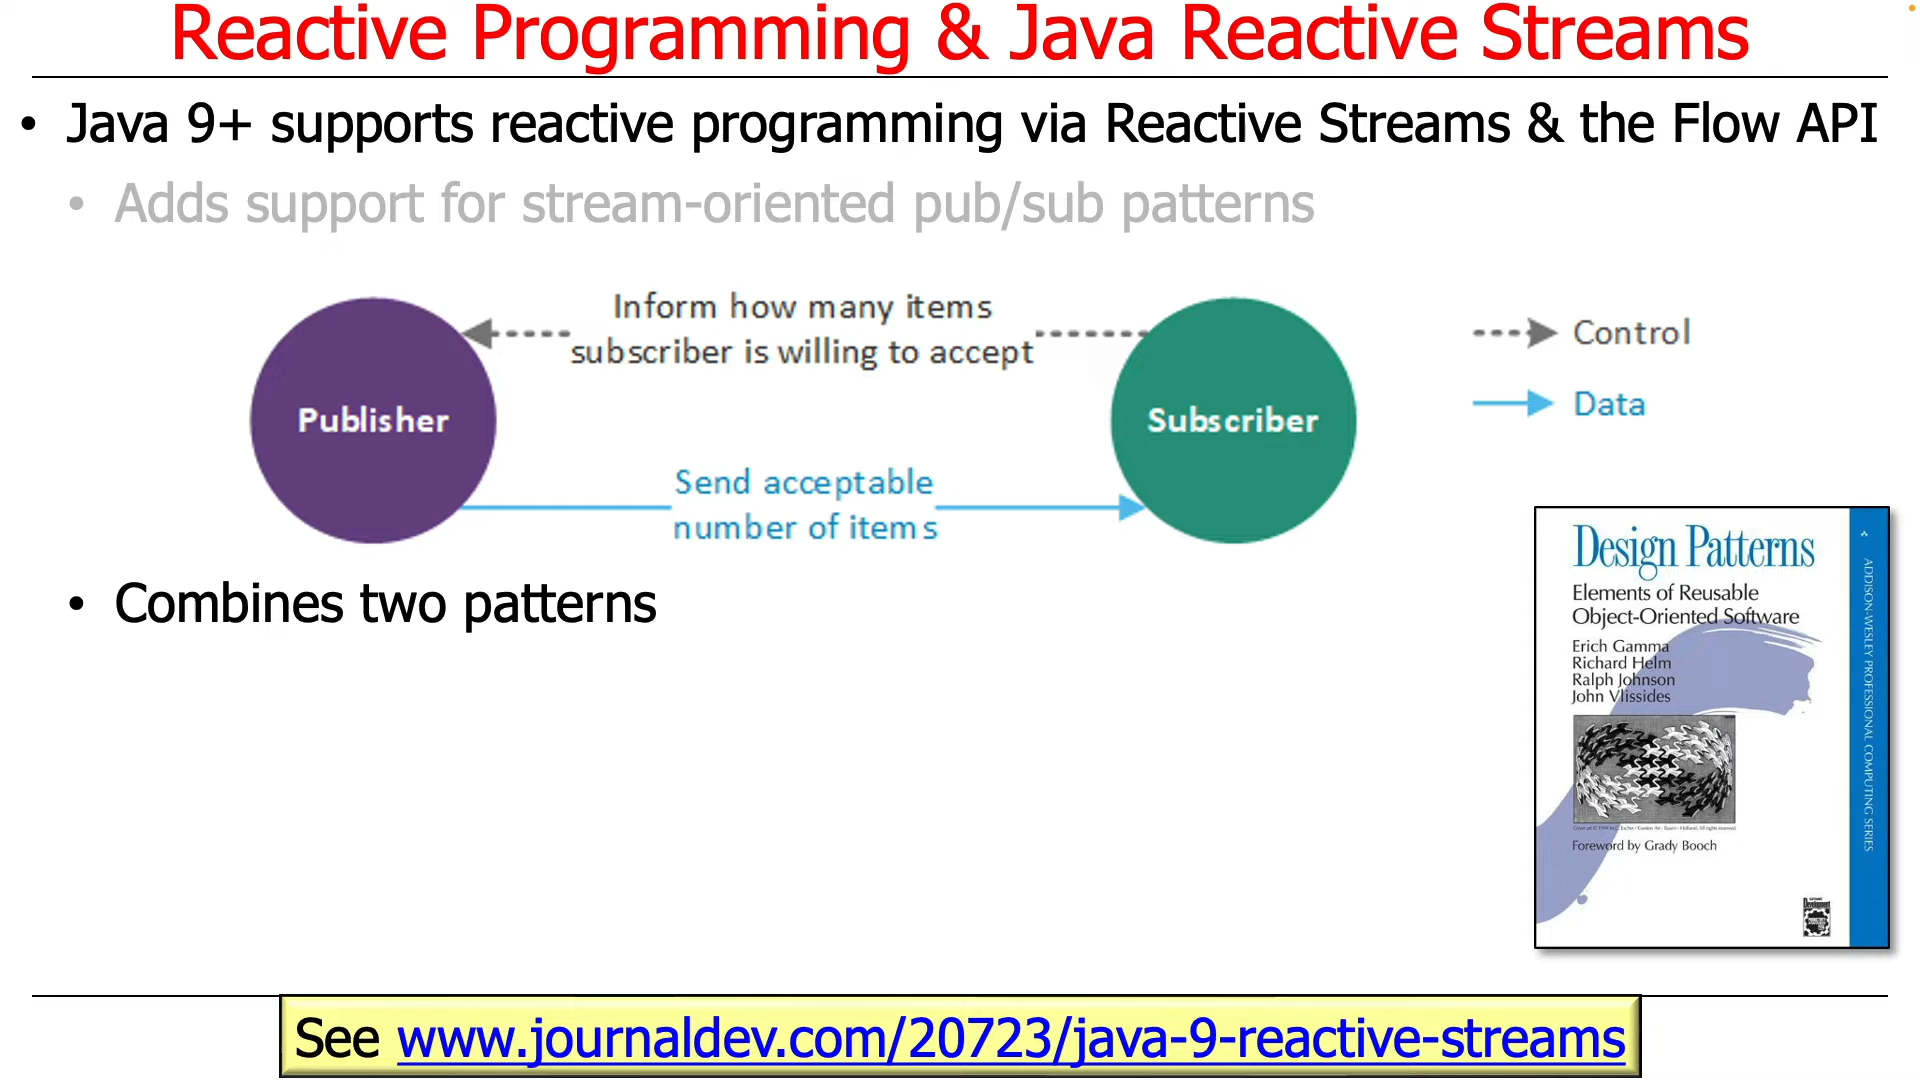 Reactive Programming & Java Reactive Streams
• Java 9+ supports reactive programming via Reactive Streams & the Flow API
• Adds support for stream-oriented pub/sub patterns
Inform how many items
subscriber is willing to accept
Publisher
Subscriber
Send acceptable
number of items
Control
Data
• Combines two patterns
Design Patterns
Elements of Reusable
Object-Oriented Software
Erich Gamma
Richard Helm
Ralph Johnson
John Vlissides
Foreword by Grady Booch
ADDISON-WESLEY PROFESSIONAL COMPUTING SERIES
See www.journaldev.com/20723/java-9-reactive-streams